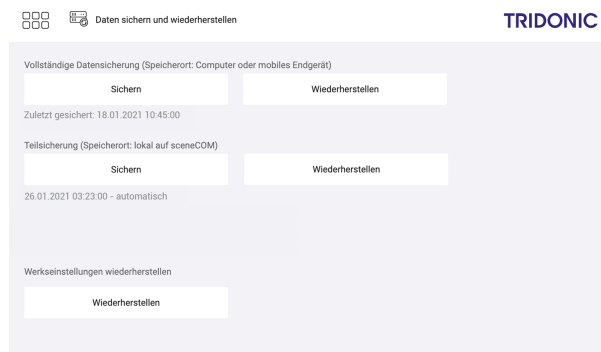 Daten sichern und wiederherstellen
TRIDONIC
Vollständige Datensicherung (Speicherort: Computer oder mobiles Endgerät)
Sichern
Wiederherstellen
Zuletzt gesichert: 18.01.2021 10:45:00
Teilsicherung (Speicherort: lokal auf sceneCOM)
Sichern
Wiederherstellen
26.01.2021 03:23:00 - automatisch
Werkseinstellungen wiederherstellen
Wiederherstellen